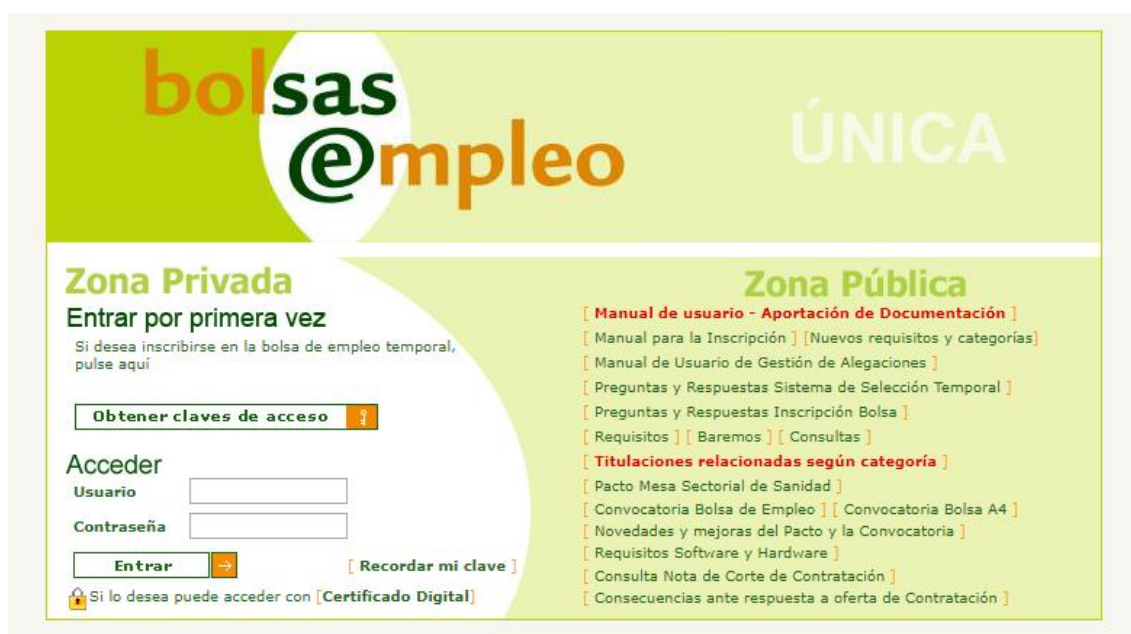 bolsas
@mpleo
ÚNICA
Zona Privada
Entrar por primera vez
Si desea inscribirse en la bolsa de empleo temporal,
pulse aquí
Obtener claves de acceso
Acceder
Usuario
Contraseña
Entrar →
[ Recordar mi clave ]
Si lo desea puede acceder con [Certificado Digital]
Zona Pública
[ Manual de usuario - Aportación de Documentación ]
[ Manual para la Inscripción ] [Nuevos requisitos y categorías]
[ Manual de Usuario de Gestión de Alegaciones ]
[ Preguntas y Respuestas Sistema de Selección Temporal ]
[ Preguntas y Respuestas Inscripción Bolsa ]
[ Requisitos ] [ Baremos ] [ Consultas ]
[ Titulaciones relacionadas según categoría ]
[ Pacto Mesa Sectorial de Sanidad ]
[ Convocatoria Bolsa de Empleo ] [ Convocatoria Bolsa A4 ]
[ Novedades y mejoras del Pacto y la Convocatoria ]
[ Requisitos Software y Hardware ]
[ Consulta Nota de Corte de Contratación ]
[ Consecuencias ante respuesta a oferta de Contratación ]